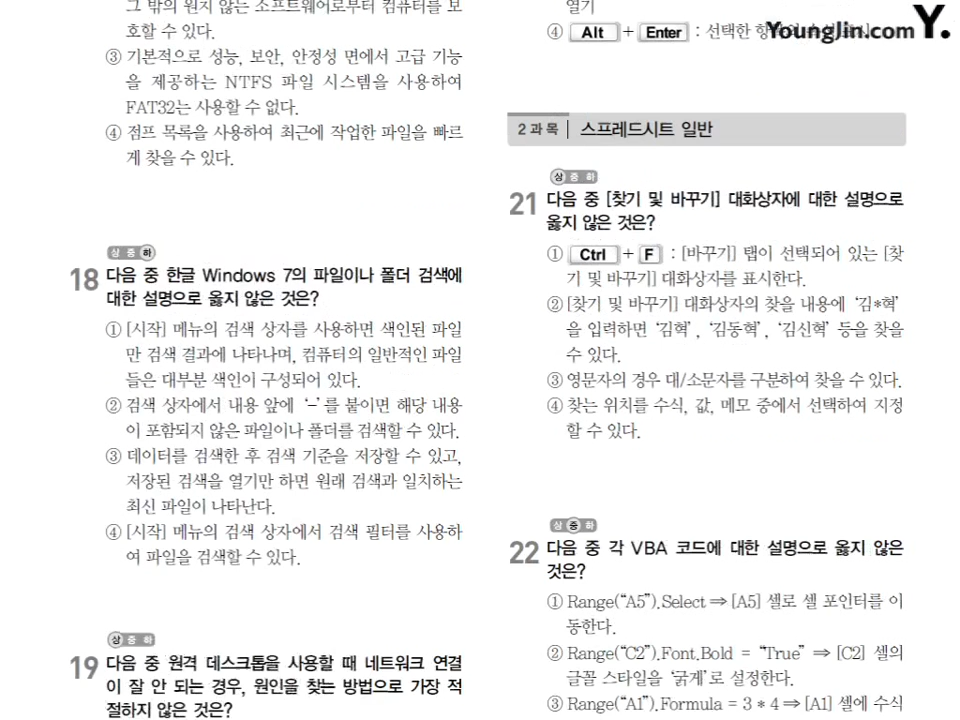 그 밖의 원치 않는 소프트웨어로부터 컴퓨터를 보
호할 수 있다.
③ 기본적으로 성능, 보안, 안정성 면에서 고급 기능
을 제공하는 NTFS 파일 시스템을 사용하여
FAT32는 사용할 수 없다.
④ 점프 목록을 사용하여 최근에 작업한 파일을 빠르
게 찾을 수 있다.
상 중 하
18 다음 중 한글 Windows 7의 파일이나 폴더 검색에
대한 설명으로 옳지 않은 것은?
① [시작] 메뉴의 검색 상자를 사용하면 색인된 파일
만 검색 결과에 나타나며, 컴퓨터의 일반적인 파일
들은 대부분 색인이 구성되어 있다.
② 검색 상자에서 내용 앞에 ‘-’를 붙이면 해당 내용
이 포함되지 않은 파일이나 폴더를 검색할 수 있다.
③ 데이터를 검색한 후 검색 기준을 저장할 수 있고,
저장된 검색을 열기만 하면 원래 검색과 일치하는
최신 파일이 나타난다.
④ [시작] 메뉴의 검색 상자에서 검색 필터를 사용하
여 파일을 검색할 수 있다.
상 중 하
19 다음 중 원격 데스크톱을 사용할 때 네트워크 연결
이 잘 안 되는 경우, 원인을 찾는 방법으로 가장 적
절하지 않은 것은?
열기
④ Alt + Enter : 선택한 항
YoungJin.com Y.
2과목 스프레드시트 일반
상 중 하
21 다음 중 [찾기 및 바꾸기] 대화상자에 대한 설명으로
옳지 않은 것은?
① Ctrl + F : [바꾸기] 탭이 선택되어 있는 [찾
기 및 바꾸기] 대화상자를 표시한다.
② [찾기 및 바꾸기] 대화상자의 찾을 내용에 ‘김*혁’
을 입력하면 ‘김혁’, ‘김동혁’, ‘김신혁’ 등을 찾을
수 있다.
③ 영문자의 경우 대/소문자를 구분하여 찾을 수 있다.
④ 찾는 위치를 수식, 값, 메모 중에서 선택하여 지정
할 수 있다.
상 중 하
22 다음 중 각 VBA 코드에 대한 설명으로 옳지 않은
것은?
① Range(“A5”).Select ⇒ [A5] 셀로 셀 포인터를 이
동한다.
② Range(“C2”).Font.Bold = “True” ⇒ [C2] 셀의
글꼴 스타일을 ‘굵게’로 설정한다.
③ Range(“A1”).Formula = 3 * 4 ⇒ [A1] 셀에 수식